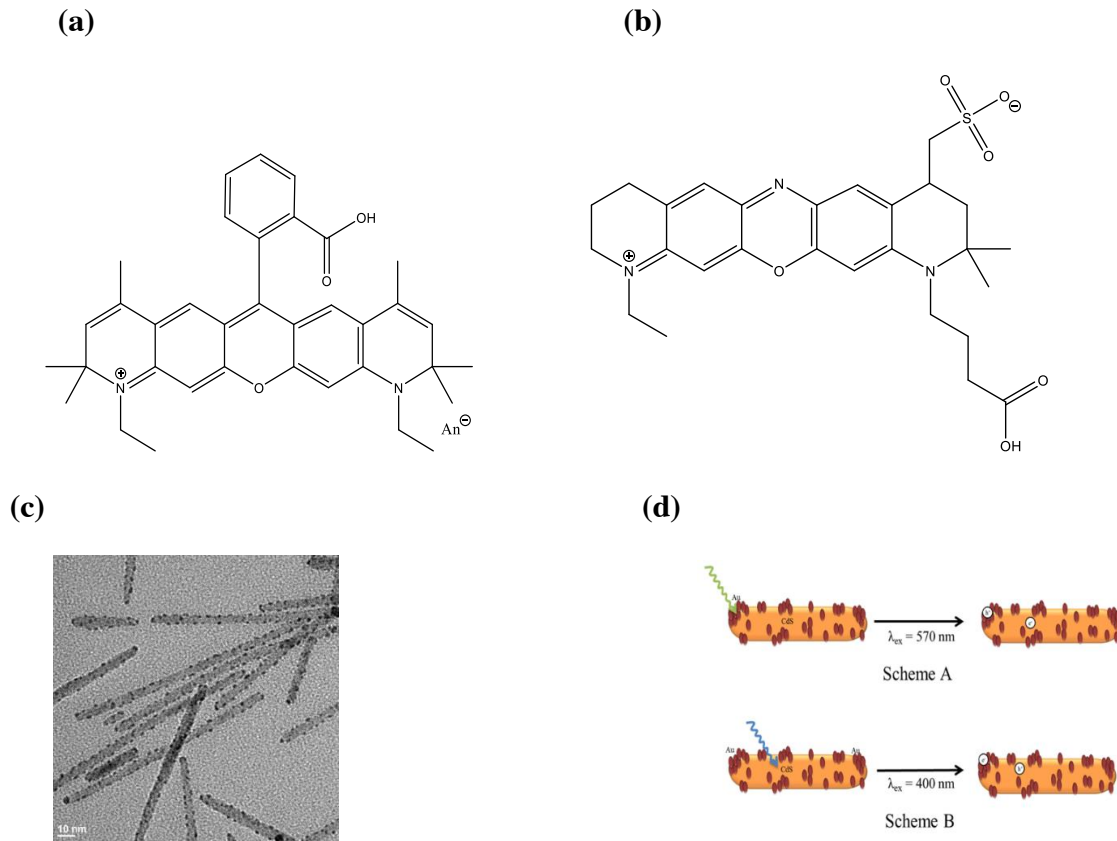 (a)
(b)
O
S
O
⊖
O
N
O
N
⊕
N
O
OH
OH
O
⊕
N
O
N
An⊖
(c)
10 nm
(d)
Au
CdS
λex = 570 nm
h+
e-
Scheme A
Au
Au
CdS
λex = 400 nm
e-
h+
Scheme B